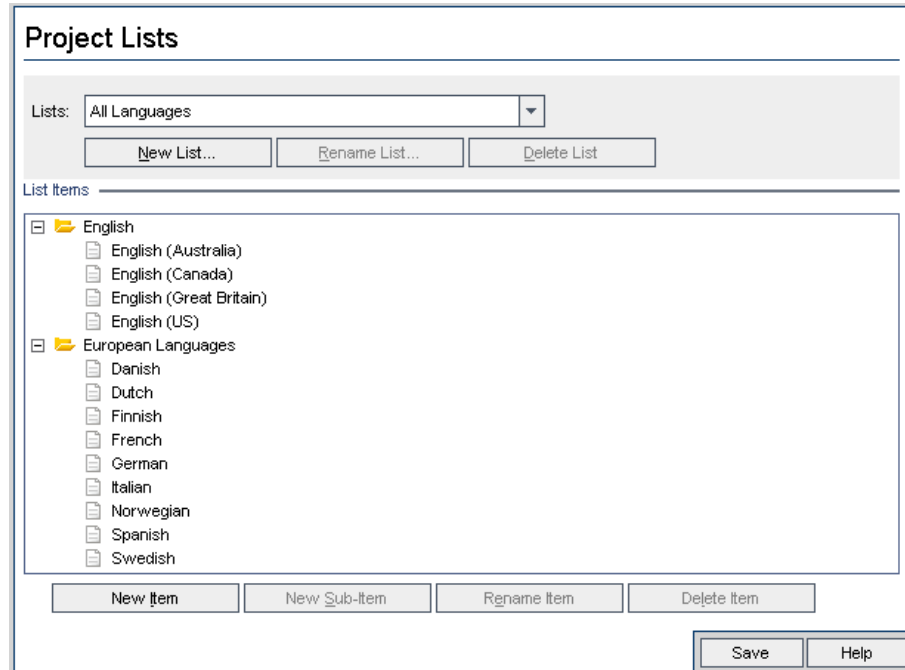 Project Lists
Lists: All Languages
New List... Rename List... Delete List
List Items
English
English (Australia)
English (Canada)
English (Great Britain)
English (US)
European Languages
Danish
Dutch
Finnish
French
German
Italian
Norwegian
Spanish
Swedish
New Item New Sub-Item Rename Item Delete Item
Save Help